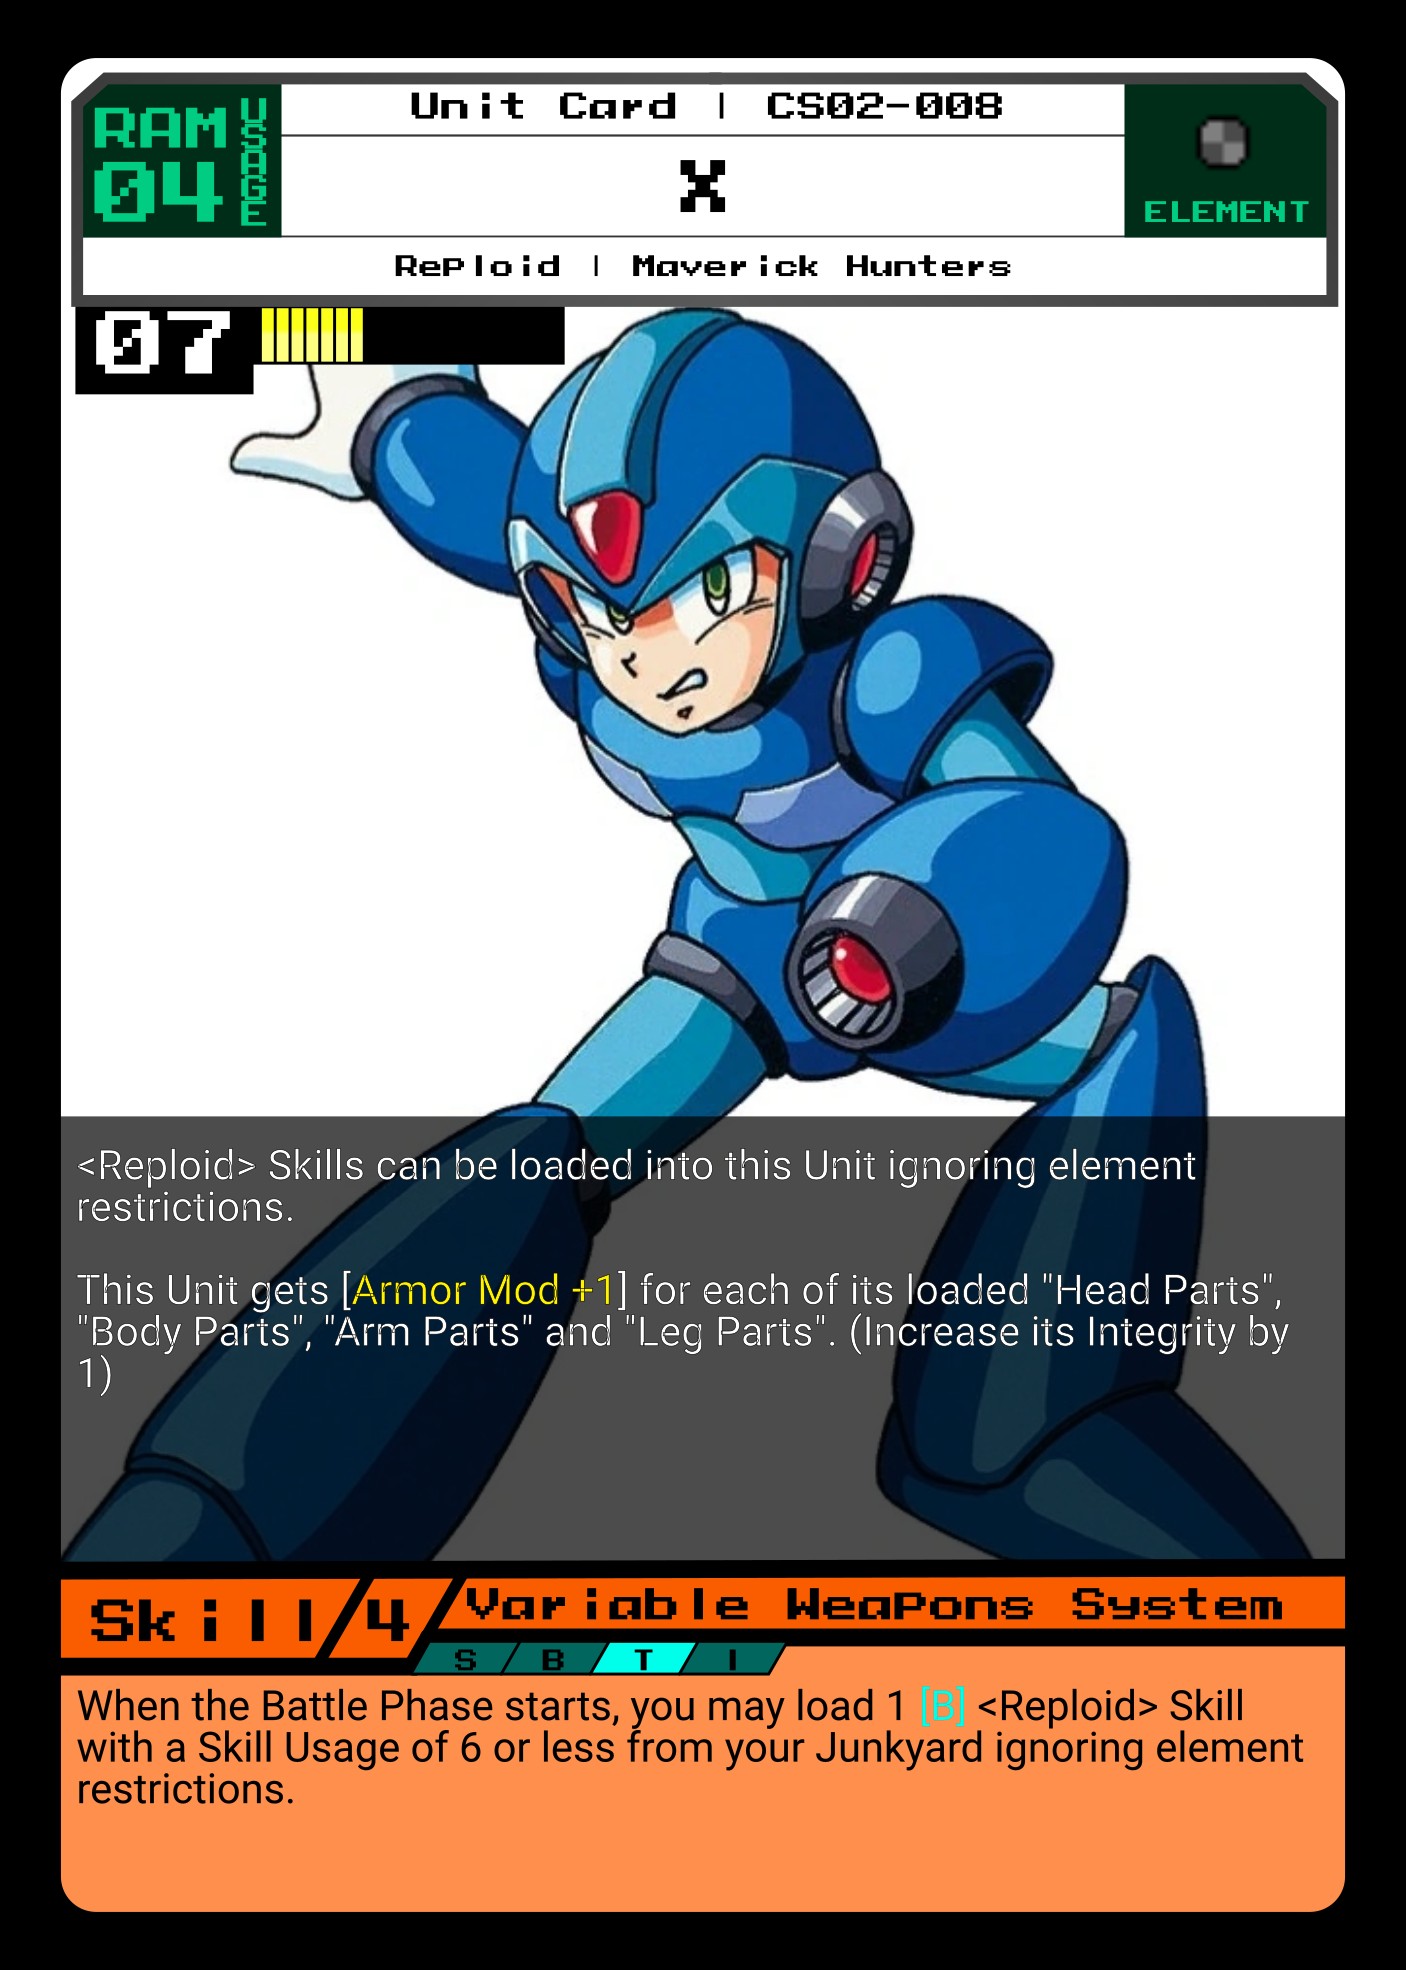 RAM
04
USAGE
Unit Card | CS02-008
X
ELEMENT
Reploid | Maverick Hunters
07
<Reploid> Skills can be loaded into this Unit ignoring element
restrictions.
This Unit gets [Armor Mod +1] for each of its loaded "Head Parts",
"Body Parts", "Arm Parts" and "Leg Parts". (Increase its Integrity by
1)
Skill/4 Variable Weapons System
S B T I
When the Battle Phase starts, you may load 1 [B] <Reploid> Skill
with a Skill Usage of 6 or less from your Junkyard ignoring element
restrictions.